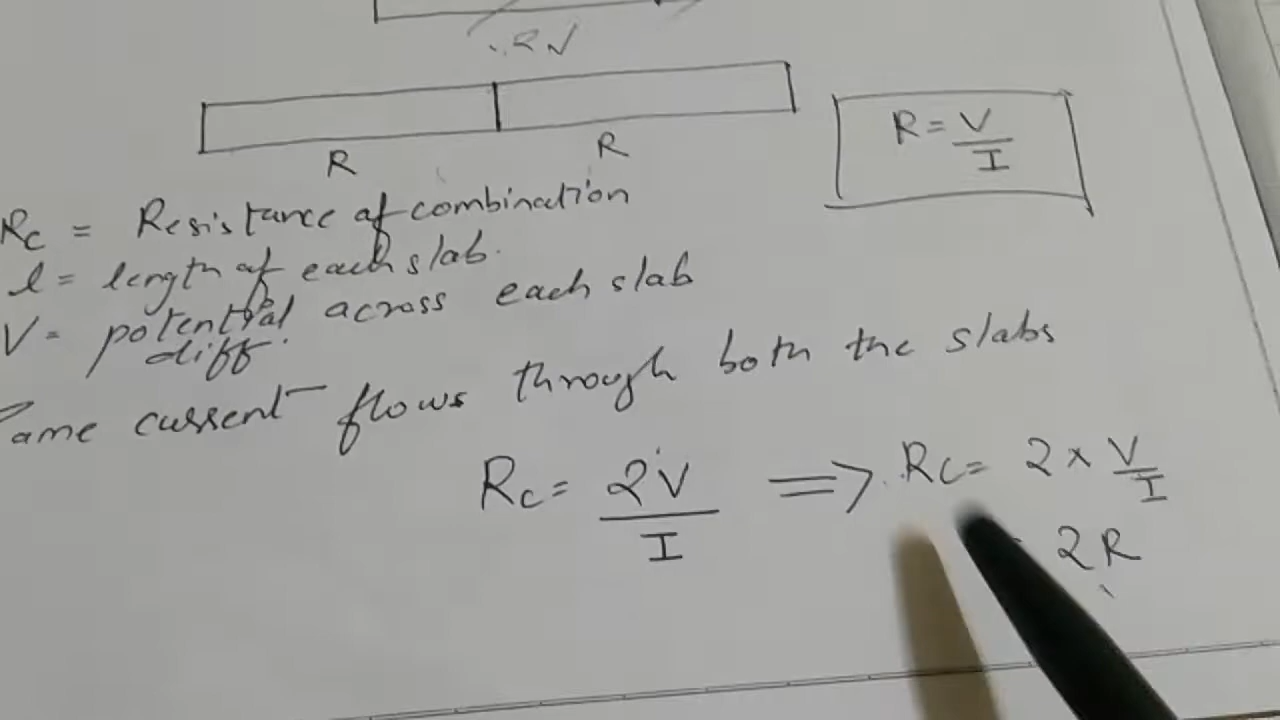 2V
R R
R = V/I
Rc = Resistance of combination
l = length of each slab.
V = potential across each slab
diff.
Same current flows through both the slabs
Rc = 2V/I => Rc = 2 x V/I
2R